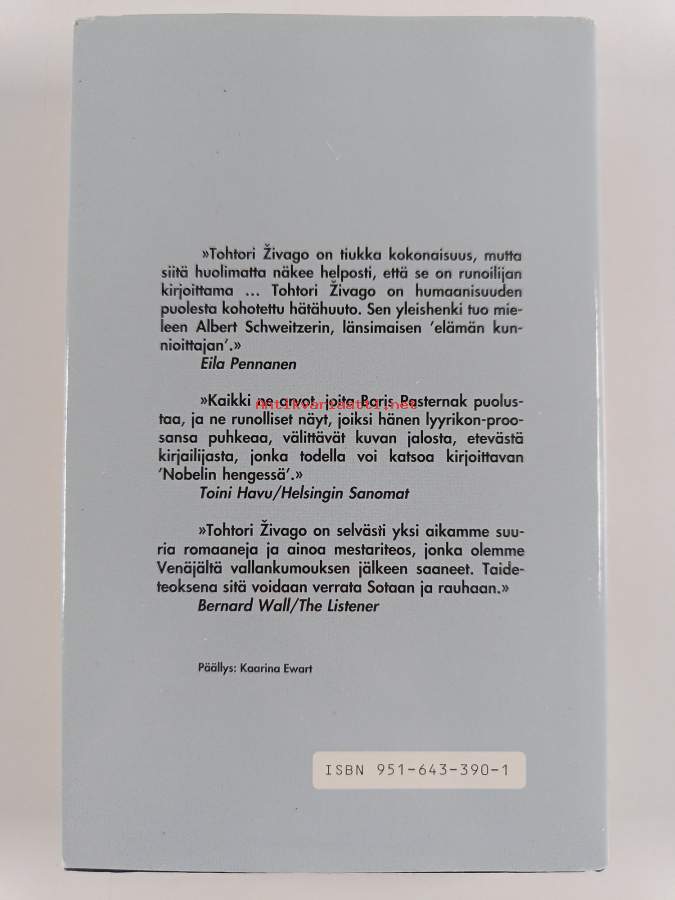 »Tohtori Živago on tiukka kokonaisuus, mutta
siitä huolimatta näkee helposti, että se on runoilijan
kirjoittama ... Tohtori Živago on humaanisuuden
puolesta kohotettu hätähuuto. Sen yleishenki tuo mie-
leen Albert Schweitzerin, länsimaisen 'elämän kun-
nioittajan'.»
Eila Pennanen
»Kaikki ne arvot, joita Boris Pasternak puolus-
Antikvariaatti.net
taa, ja ne runolliset näyt, joiksi hänen lyyrikon-proo-
sansa puhkeaa, välittävät kuvan jalosta, etevästä
kirjailijasta, jonka todella voi katsoa kirjoittavan
'Nobelin hengessä'.»
Toini Havu/Helsingin Sanomat
»Tohtori Živago on selvästi yksi aikamme suu-
ria romaaneja ja ainoa mestariteos, jonka olemme
Venäjältä vallankumouksen jälkeen saaneet. Taide-
teoksena sitä voidaan verrata Sotaan ja rauhaan.»
Bernard Wall/The Listener
Päällys: Kaarina Ewart
ISBN 951-643-390-1